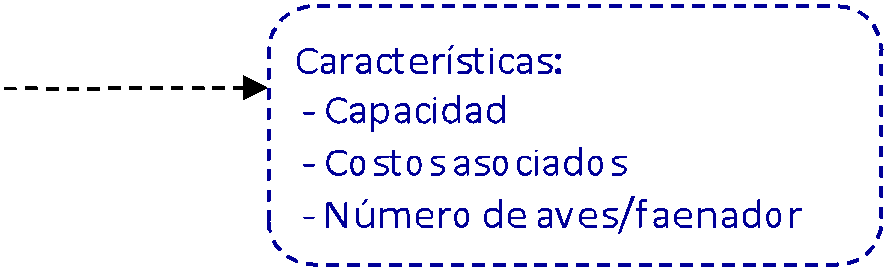 Características:
- Capacidad
- Costos asociados
- Número de aves/faenador